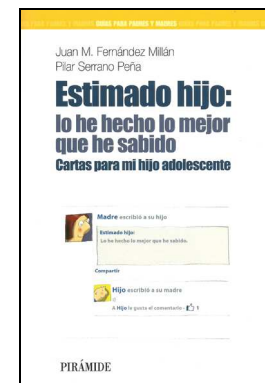 GUÍAS PARA PADRES Y MADRES
Juan M. Fernández Millán
Pilar Serrano Peña
Estimado hijo:
lo he hecho lo mejor
que he sabido
Cartas para mi hijo adolescente
Madre escribió a su hijo
Estimado hijo:
Lo he hecho lo mejor que he sabido.
Compartir
Hijo escribió a su madre
A Hijo le gusta el comentario - 1
PIRÁMIDE